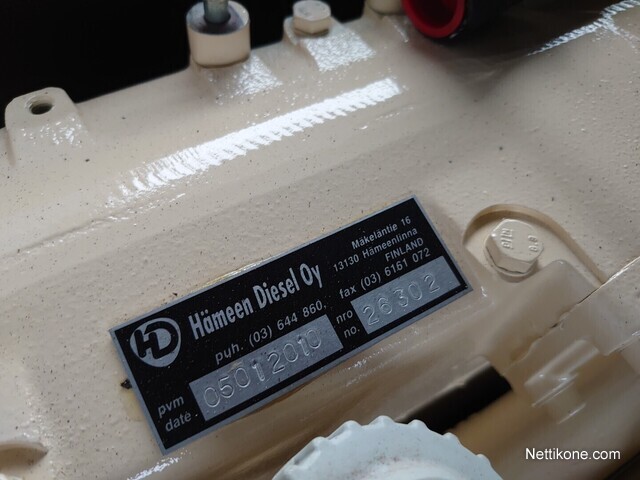 HD Hämeen Diesel Oy
Mäkeläntie 16
13130 Hämeenlinna
FINLAND
puh. (03) 644 860, fax (03) 6161 072
pvm date 05012010 nro no. 26302
Nettikone.com